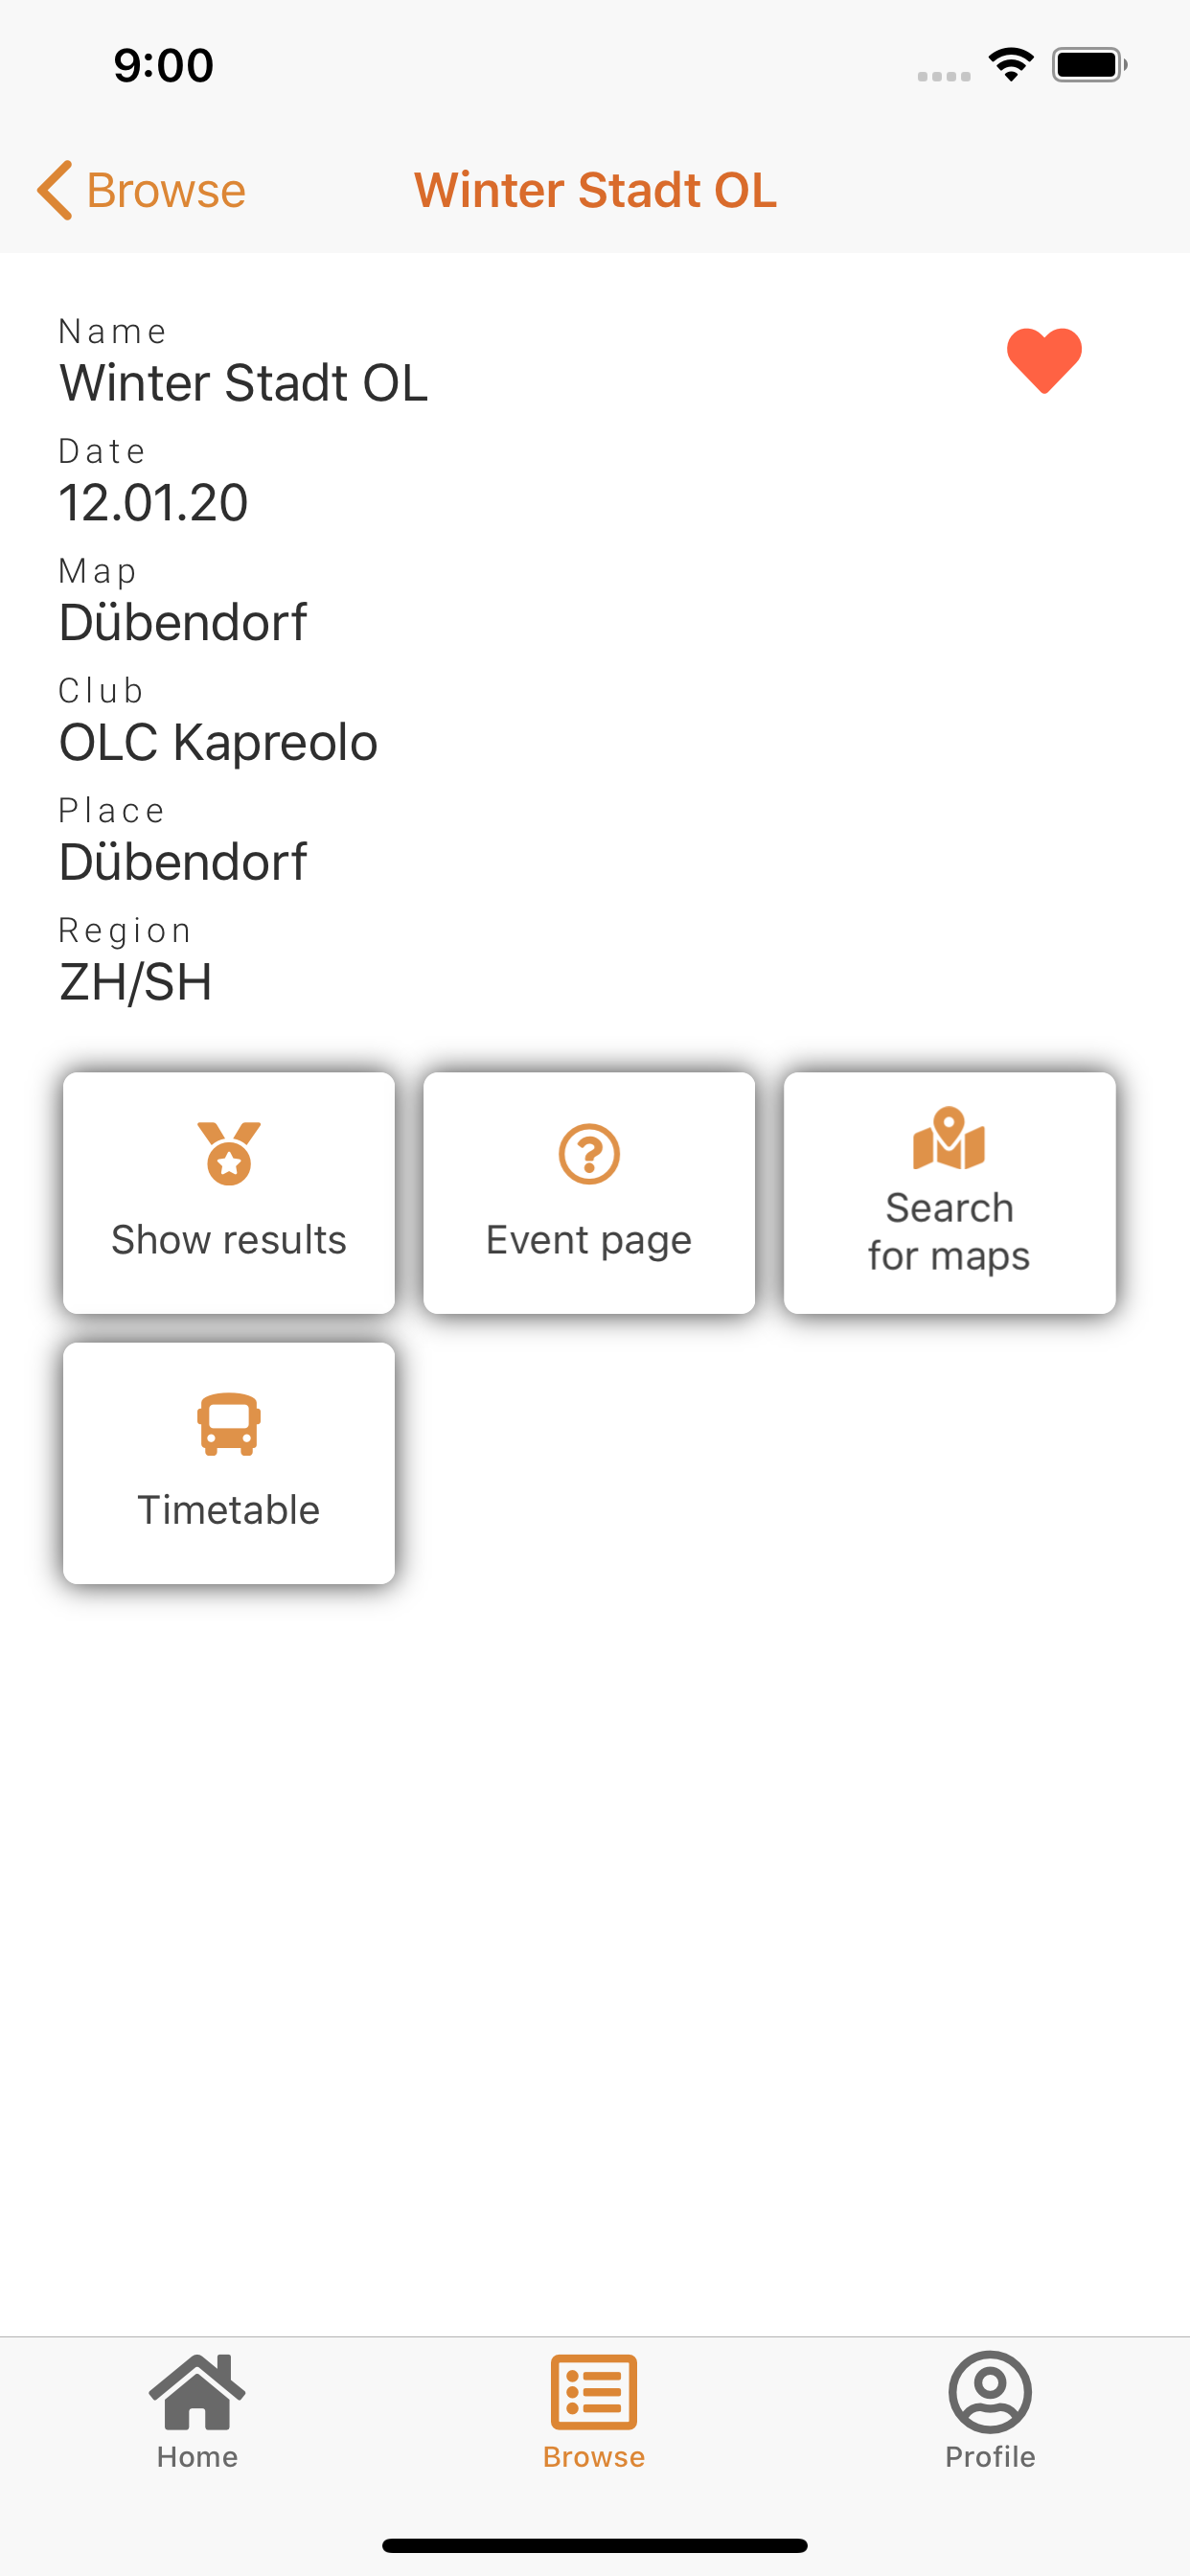 9:00
Browse
Winter Stadt OL
Name
Winter Stadt OL
Date
12.01.20
Map
Dübendorf
Club
OLC Kapreolo
Place
Dübendorf
Region
ZH/SH
Show results
Event page
Search
for maps
Timetable
Home
Browse
Profile